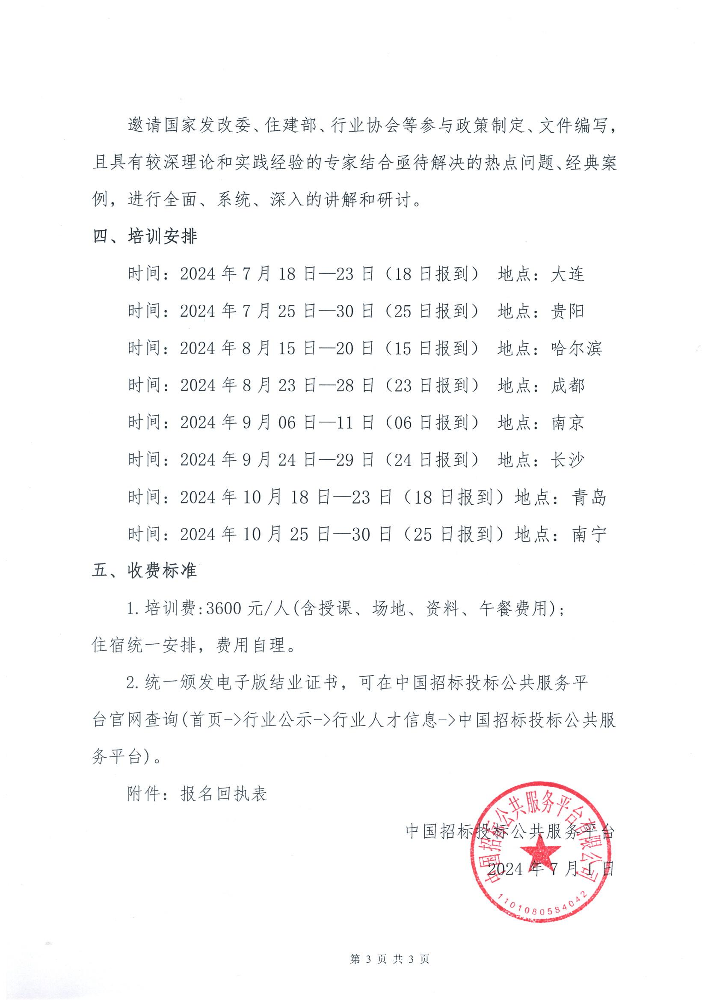 邀请国家发改委、住建部、行业协会等参与政策制定、文件编写，
且具有较深理论和实践经验的专家结合亟待解决的热点问题、经典案
例，进行全面、系统、深入的讲解和研讨。
四、培训安排
时间：2024 年 7 月 18 日—23 日（18 日报到） 地点：大连
时间：2024 年 7 月 25 日—30 日（25 日报到） 地点：贵阳
时间：2024 年 8 月 15 日—20 日（15 日报到） 地点：哈尔滨
时间：2024 年 8 月 23 日—28 日（23 日报到） 地点：成都
时间：2024 年 9 月 06 日—11 日（06 日报到） 地点：南京
时间：2024 年 9 月 24 日—29 日（24 日报到） 地点：长沙
时间：2024 年 10 月 18 日—23 日（18 日报到）地点：青岛
时间：2024 年 10 月 25 日—30 日（25 日报到）地点：南宁
五、收费标准
1.培训费:3600 元/人(含授课、场地、资料、午餐费用)；
住宿统一安排，费用自理。
2.统一颁发电子版结业证书，可在中国招标投标公共服务平
台官网查询(首页->行业公示->行业人才信息->中国招标投标公共服
务平台)。
附件：报名回执表
中国招标投标公共服务平台
2024 年 7 月 1 日
中国招标公共服务平台有限公司
1101080584042
第 3 页 共 3 页